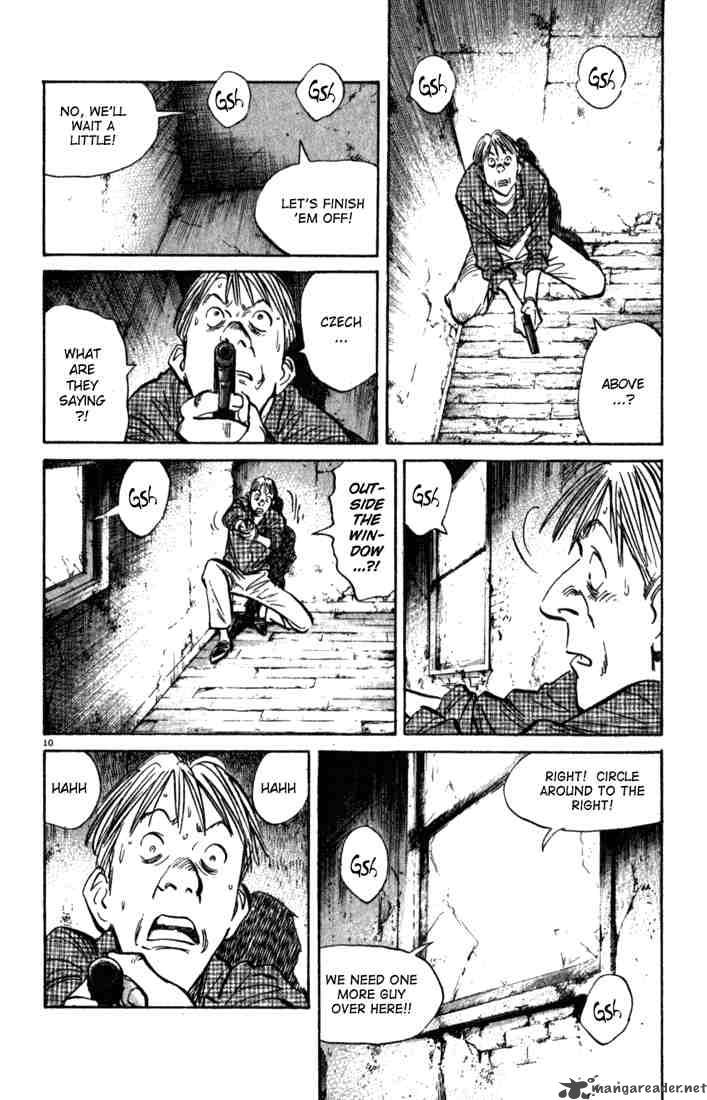 GSh
GSh
ABOVE
...?
GSh
GSh
LET'S FINISH
'EM OFF!
NO, WE'LL
WAIT A
LITTLE!
CZECH
...
WHAT
ARE
THEY
SAYING
?!
GSh
OUT-
SIDE
THE
WIN-
DOW
...?!
GSh
RIGHT! CIRCLE
AROUND TO THE
RIGHT!
GSh
WE NEED ONE
MORE GUY
OVER HERE!!
GSh
HAHH
HAHH
10
mangareader.net